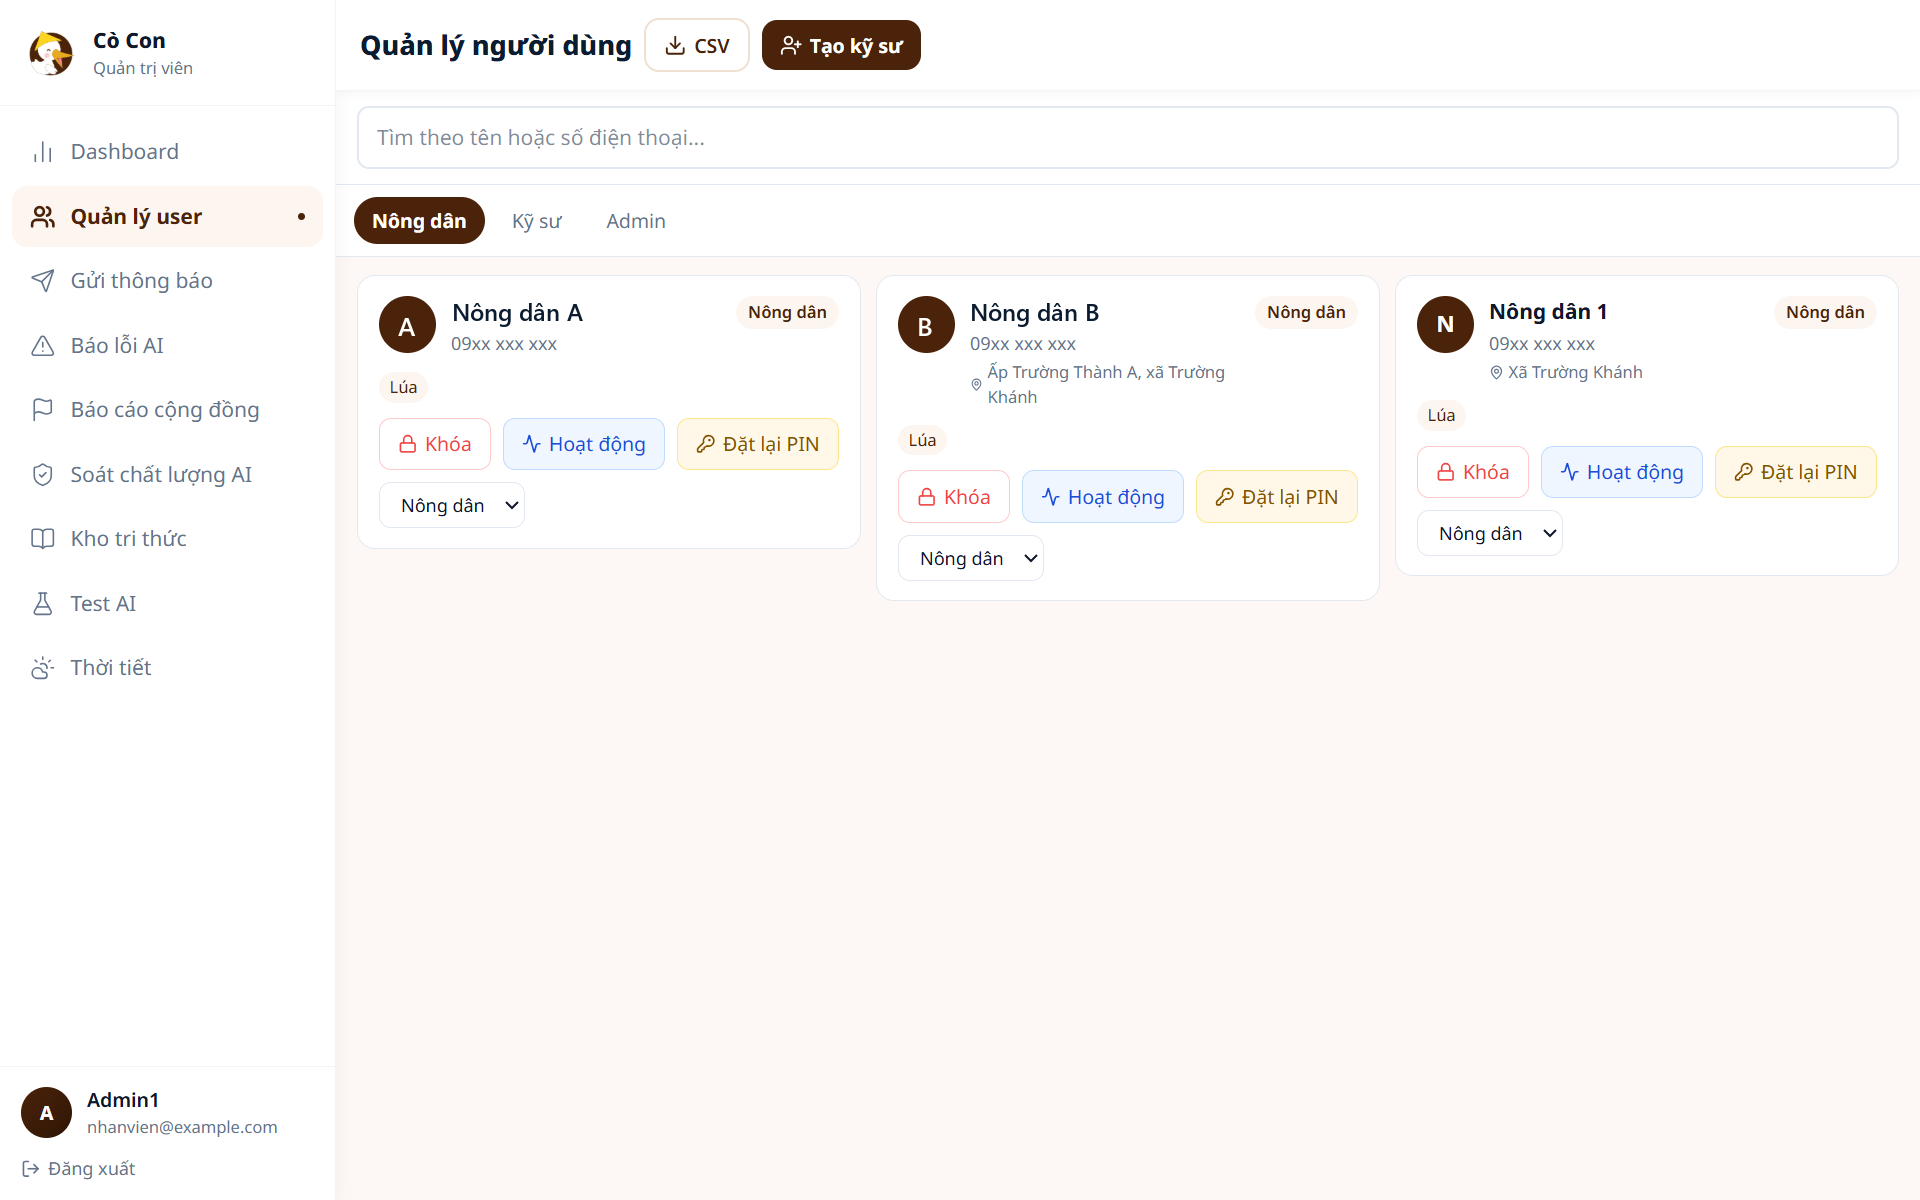 Cò Con
Quản trị viên
Dashboard
Quản lý user
Gửi thông báo
Báo lỗi AI
Báo cáo cộng đồng
Soát chất lượng AI
Kho tri thức
Test AI
Thời tiết
A
Admin1
nhanvien@example.com
Đăng xuất
Quản lý người dùng
CSV
Tạo kỹ sư
Tìm theo tên hoặc số điện thoại...
Nông dân
Kỹ sư
Admin
A
Nông dân A
Nông dân
09xx xxx xxx
Lúa
Khóa
Hoạt động
Đặt lại PIN
Nông dân
B
Nông dân B
Nông dân
09xx xxx xxx
Ấp Trường Thành A, xã Trường
Khánh
Lúa
Khóa
Hoạt động
Đặt lại PIN
Nông dân
N
Nông dân 1
Nông dân
09xx xxx xxx
Xã Trường Khánh
Lúa
Khóa
Hoạt động
Đặt lại PIN
Nông dân